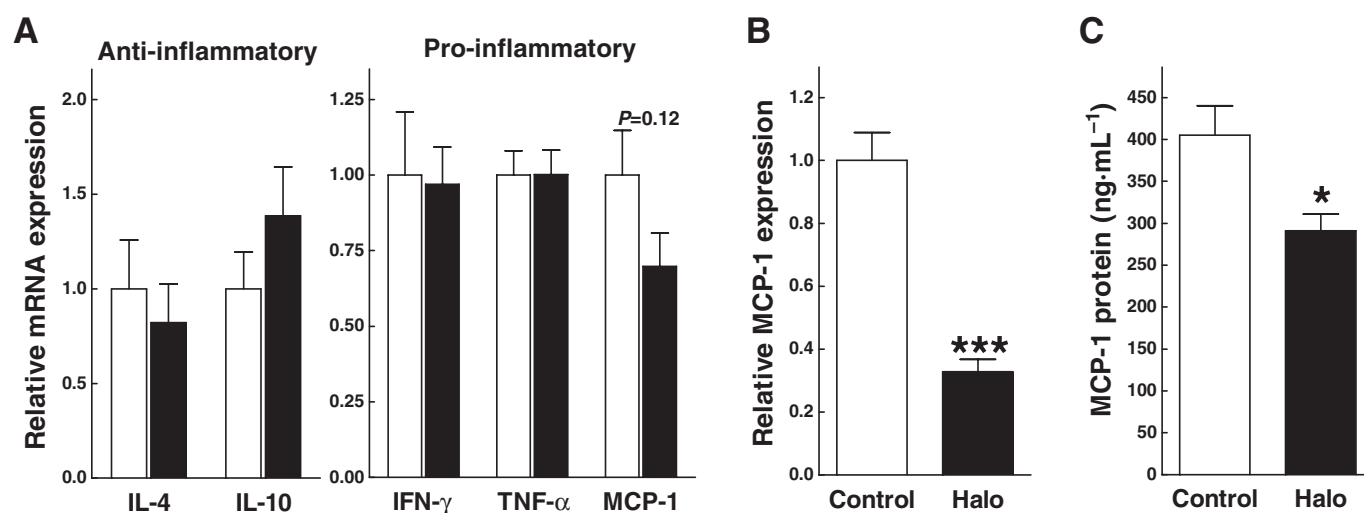 A
Anti-inflammatory
Pro-inflammatory
Relative mRNA expression
2.0
1.5
1.0
0.5
0.0
IL-4 IL-10
1.25
1.00
0.75
0.50
0.25
0.00
P=0.12
IFN-γ TNF-α MCP-1
B
Relative MCP-1 expression
1.2
1.0
0.8
0.6
0.4
0.2
0.0
***
Control Halo
C
MCP-1 protein (ng·mL⁻¹)
450
400
350
300
250
200
150
100
50
0
*
Control Halo